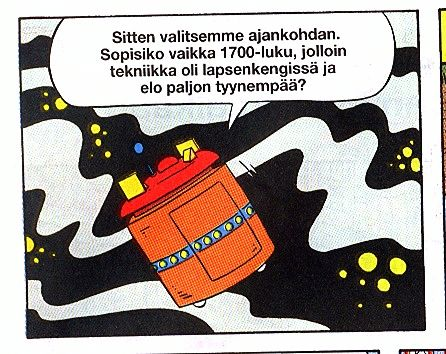 Sitten valitsemme ajankohdan.
Sopisiko vaikka 1700-luku, jolloin
tekniikka oli lapsenkengissä ja
elo paljon tyynempää?